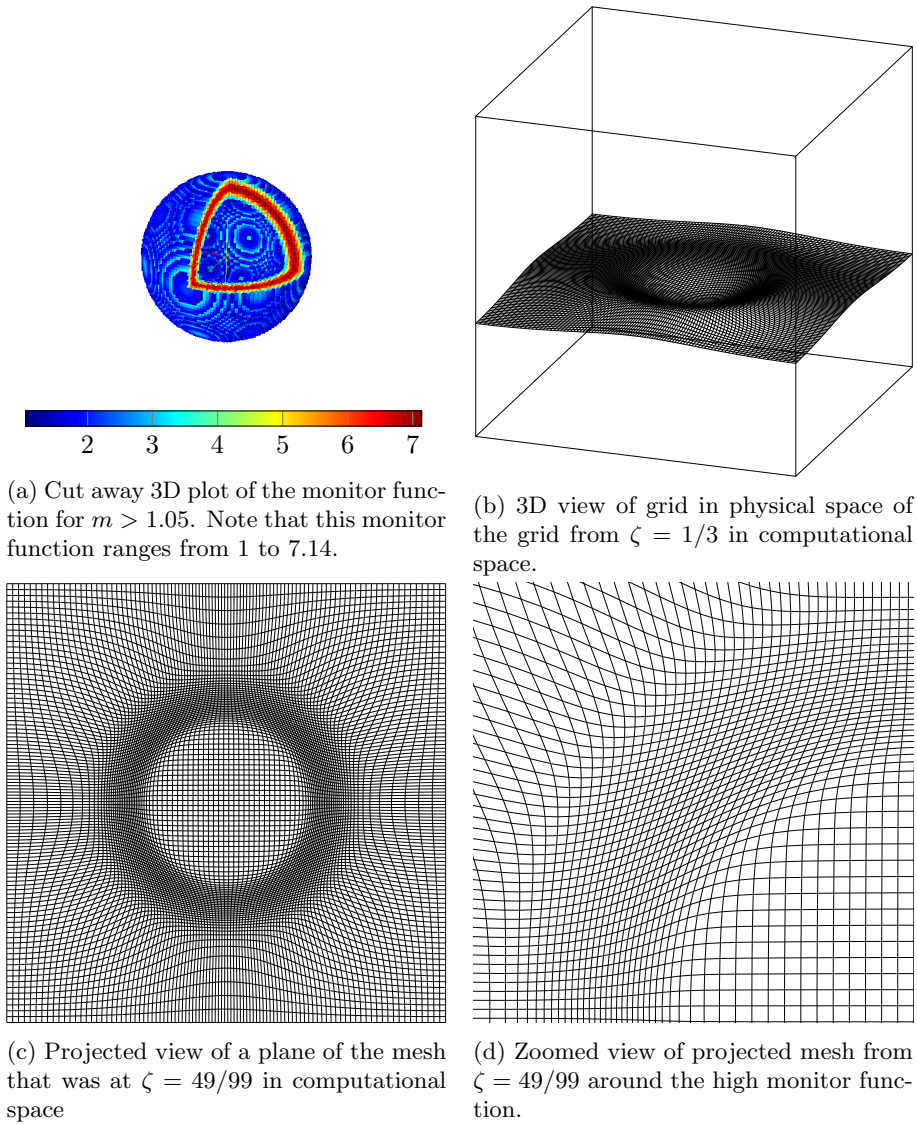 2 3 4 5 6 7
(a) Cut away 3D plot of the monitor func-
tion for m > 1.05. Note that this monitor
function ranges from 1 to 7.14.
(b) 3D view of grid in physical space of
the grid from ζ = 1/3 in computational
space.
(c) Projected view of a plane of the mesh
that was at ζ = 49/99 in computational
space
(d) Zoomed view of projected mesh from
ζ = 49/99 around the high monitor func-
tion.